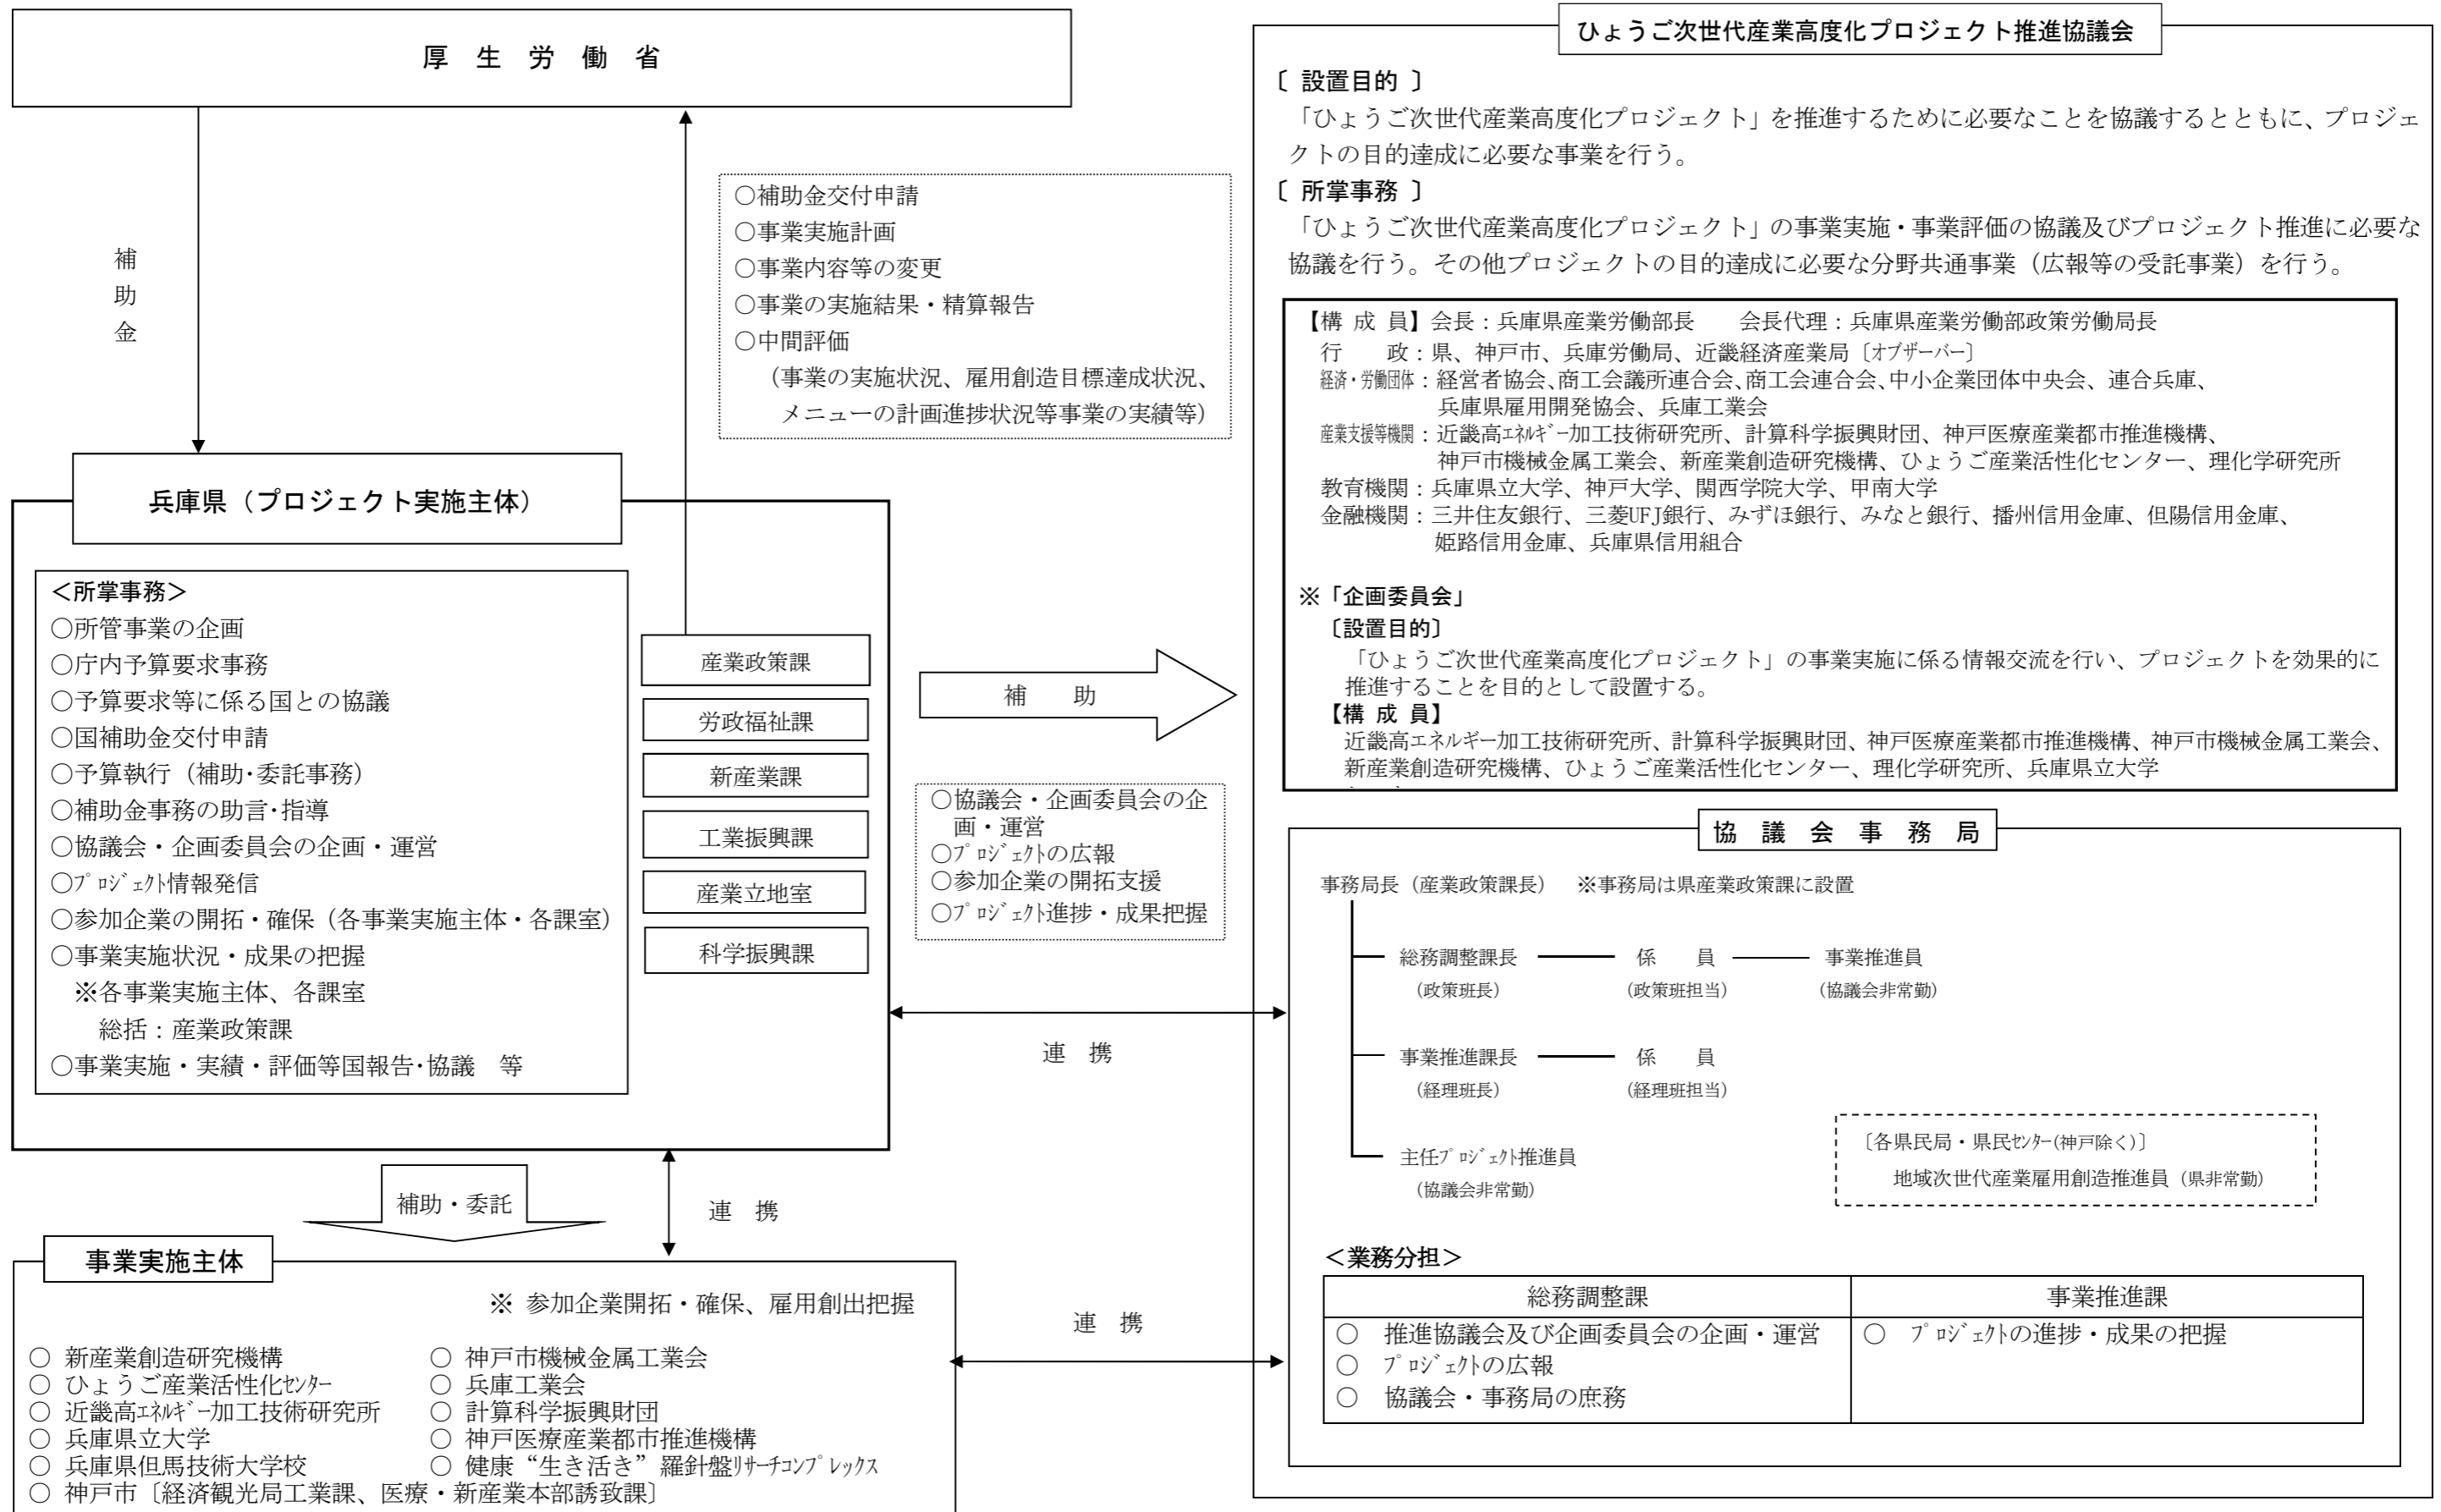 厚 生 労 働 省
補
助
金
○補助金交付申請
○事業実施計画
○事業内容等の変更
○事業の実施結果・精算報告
○中間評価
（事業の実施状況、雇用創造目標達成状況、
メニューの計画進捗状況等事業の実績等）
兵庫県（プロジェクト実施主体）
＜所掌事務＞
○所管事業の企画
○庁内予算要求事務
○予算要求等に係る国との協議
○国補助金交付申請
○予算執行（補助･委託事務）
○補助金事務の助言･指導
○協議会・企画委員会の企画・運営
○ﾌﾟﾛｼﾞｪｸﾄ情報発信
○参加企業の開拓・確保（各事業実施主体・各課室）
○事業実施状況・成果の把握
※各事業実施主体、各課室
総括：産業政策課
○事業実施・実績・評価等国報告･協議　等
産業政策課
労政福祉課
新産業課
工業振興課
産業立地室
科学振興課
補　助
○協議会・企画委員会の企
画・運営
○ﾌﾟﾛｼﾞｪｸﾄの広報
○参加企業の開拓支援
○ﾌﾟﾛｼﾞｪｸﾄ進捗・成果把握
連 携
補助・委託
連 携
事業実施主体
※ 参加企業開拓・確保、雇用創出把握
○ 新産業創造研究機構　○ 神戸市機械金属工業会
○ ひょうご産業活性化ｾﾝﾀｰ　○ 兵庫工業会
○ 近畿高ｴﾈﾙｷﾞｰ加工技術研究所　○ 計算科学振興財団
○ 兵庫県立大学　○ 神戸医療産業都市推進機構
○ 兵庫県但馬技術大学校　○ 健康“生き活き”羅針盤ﾘｻｰﾁｺﾝﾌﾟﾚｯｸｽ
○ 神戸市〔経済観光局工業課、医療・新産業本部誘致課〕
連 携
ひょうご次世代産業高度化プロジェクト推進協議会
〔 設置目的 〕
「ひょうご次世代産業高度化プロジェクト」を推進するために必要なことを協議するとともに、プロジェ
クトの目的達成に必要な事業を行う。
〔 所掌事務 〕
「ひょうご次世代産業高度化プロジェクト」の事業実施・事業評価の協議及びプロジェクト推進に必要な
協議を行う。その他プロジェクトの目的達成に必要な分野共通事業（広報等の受託事業）を行う。
【構 成 員】会長：兵庫県産業労働部長　会長代理：兵庫県産業労働部政策労働局長
行　政：県、神戸市、兵庫労働局、近畿経済産業局〔ｵﾌﾞｻﾞｰﾊﾞｰ〕
経済・労働団体：経営者協会、商工会議所連合会、商工会連合会、中小企業団体中央会、連合兵庫、
兵庫県雇用開発協会、兵庫工業会
産業支援等機関：近畿高ｴﾈﾙｷﾞｰ加工技術研究所、計算科学振興財団、神戸医療産業都市推進機構、
神戸市機械金属工業会、新産業創造研究機構、ひょうご産業活性化センター、理化学研究所
教育機関：兵庫県立大学、神戸大学、関西学院大学、甲南大学
金融機関：三井住友銀行、三菱UFJ銀行、みずほ銀行、みなと銀行、播州信用金庫、但陽信用金庫、
姫路信用金庫、兵庫県信用組合
※「企画委員会」
〔設置目的〕
「ひょうご次世代産業高度化プロジェクト」の事業実施に係る情報交流を行い、プロジェクトを効果的に
推進することを目的として設置する。
【構 成 員】
近畿高エネルギー加工技術研究所、計算科学振興財団、神戸医療産業都市推進機構、神戸市機械金属工業会、
新産業創造研究機構、ひょうご産業活性化センター、理化学研究所、兵庫県立大学
協 議 会 事 務 局
事務局長（産業政策課長）　※事務局は県産業政策課に設置
総務調整課長　係　員　事業推進員
（政策班長）　（政策班担当）　（協議会非常勤）
事業推進課長　係　員
（経理班長）　（経理班担当）
主任ﾌﾟﾛｼﾞｪｸﾄ推進員
（協議会非常勤）
〔各県民局・県民ｾﾝﾀｰ(神戸除く)〕
地域次世代産業雇用創造推進員（県非常勤）
＜業務分担＞
総務調整課　事業推進課
○ 推進協議会及び企画委員会の企画・運営　○ ﾌﾟﾛｼﾞｪｸﾄの進捗・成果の把握
○ ﾌﾟﾛｼﾞｪｸﾄの広報
○ 協議会・事務局の庶務